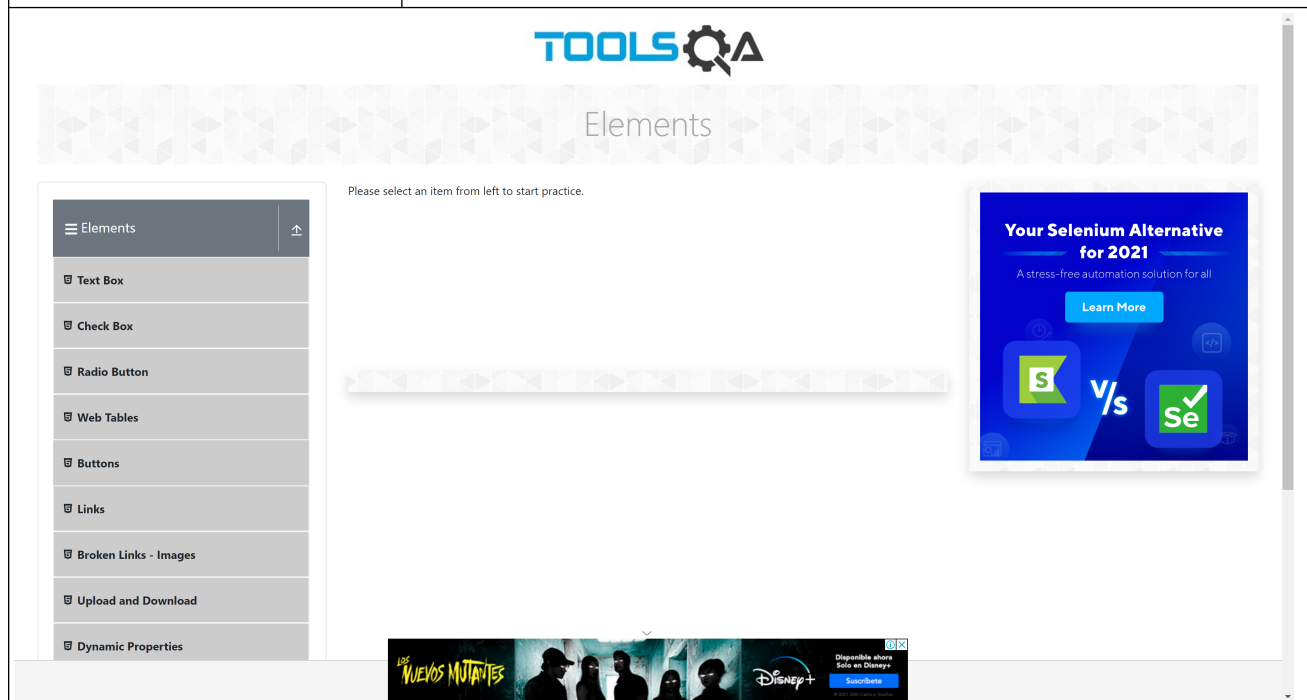 TOOLSQA
Elements
Elements
Text Box
Check Box
Radio Button
Web Tables
Buttons
Links
Broken Links - Images
Upload and Download
Dynamic Properties
Please select an item from left to start practice.
Your Selenium Alternative
for 2021
A stress-free automation solution for all
Learn More
</>
S
V/s
Se
LOS
NUEVOS MUTANTES
Disney+
Disponible ahora
Solo en Disney+
Suscríbete